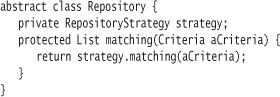 abstract class Repository {
private RepositoryStrategy strategy;
protected List matching(Criteria aCriteria) {
return strategy.matching(aCriteria);
}
}